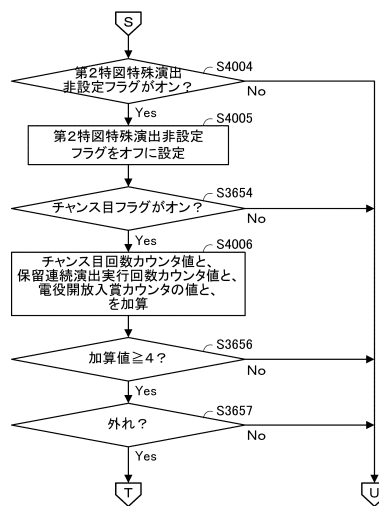 S
S4004
第2特図特殊演出
非設定フラグがオン?
No
Yes
S4005
第2特図特殊演出非設定
フラグをオフに設定
S3654
チャンス目フラグがオン?
No
Yes
S4006
チャンス目回数カウンタ値と、
保留連続演出実行回数カウンタ値と、
電役開放入賞カウンタの値と、
を加算
S3656
加算値≧4?
No
Yes
S3657
外れ?
No
Yes
T
U